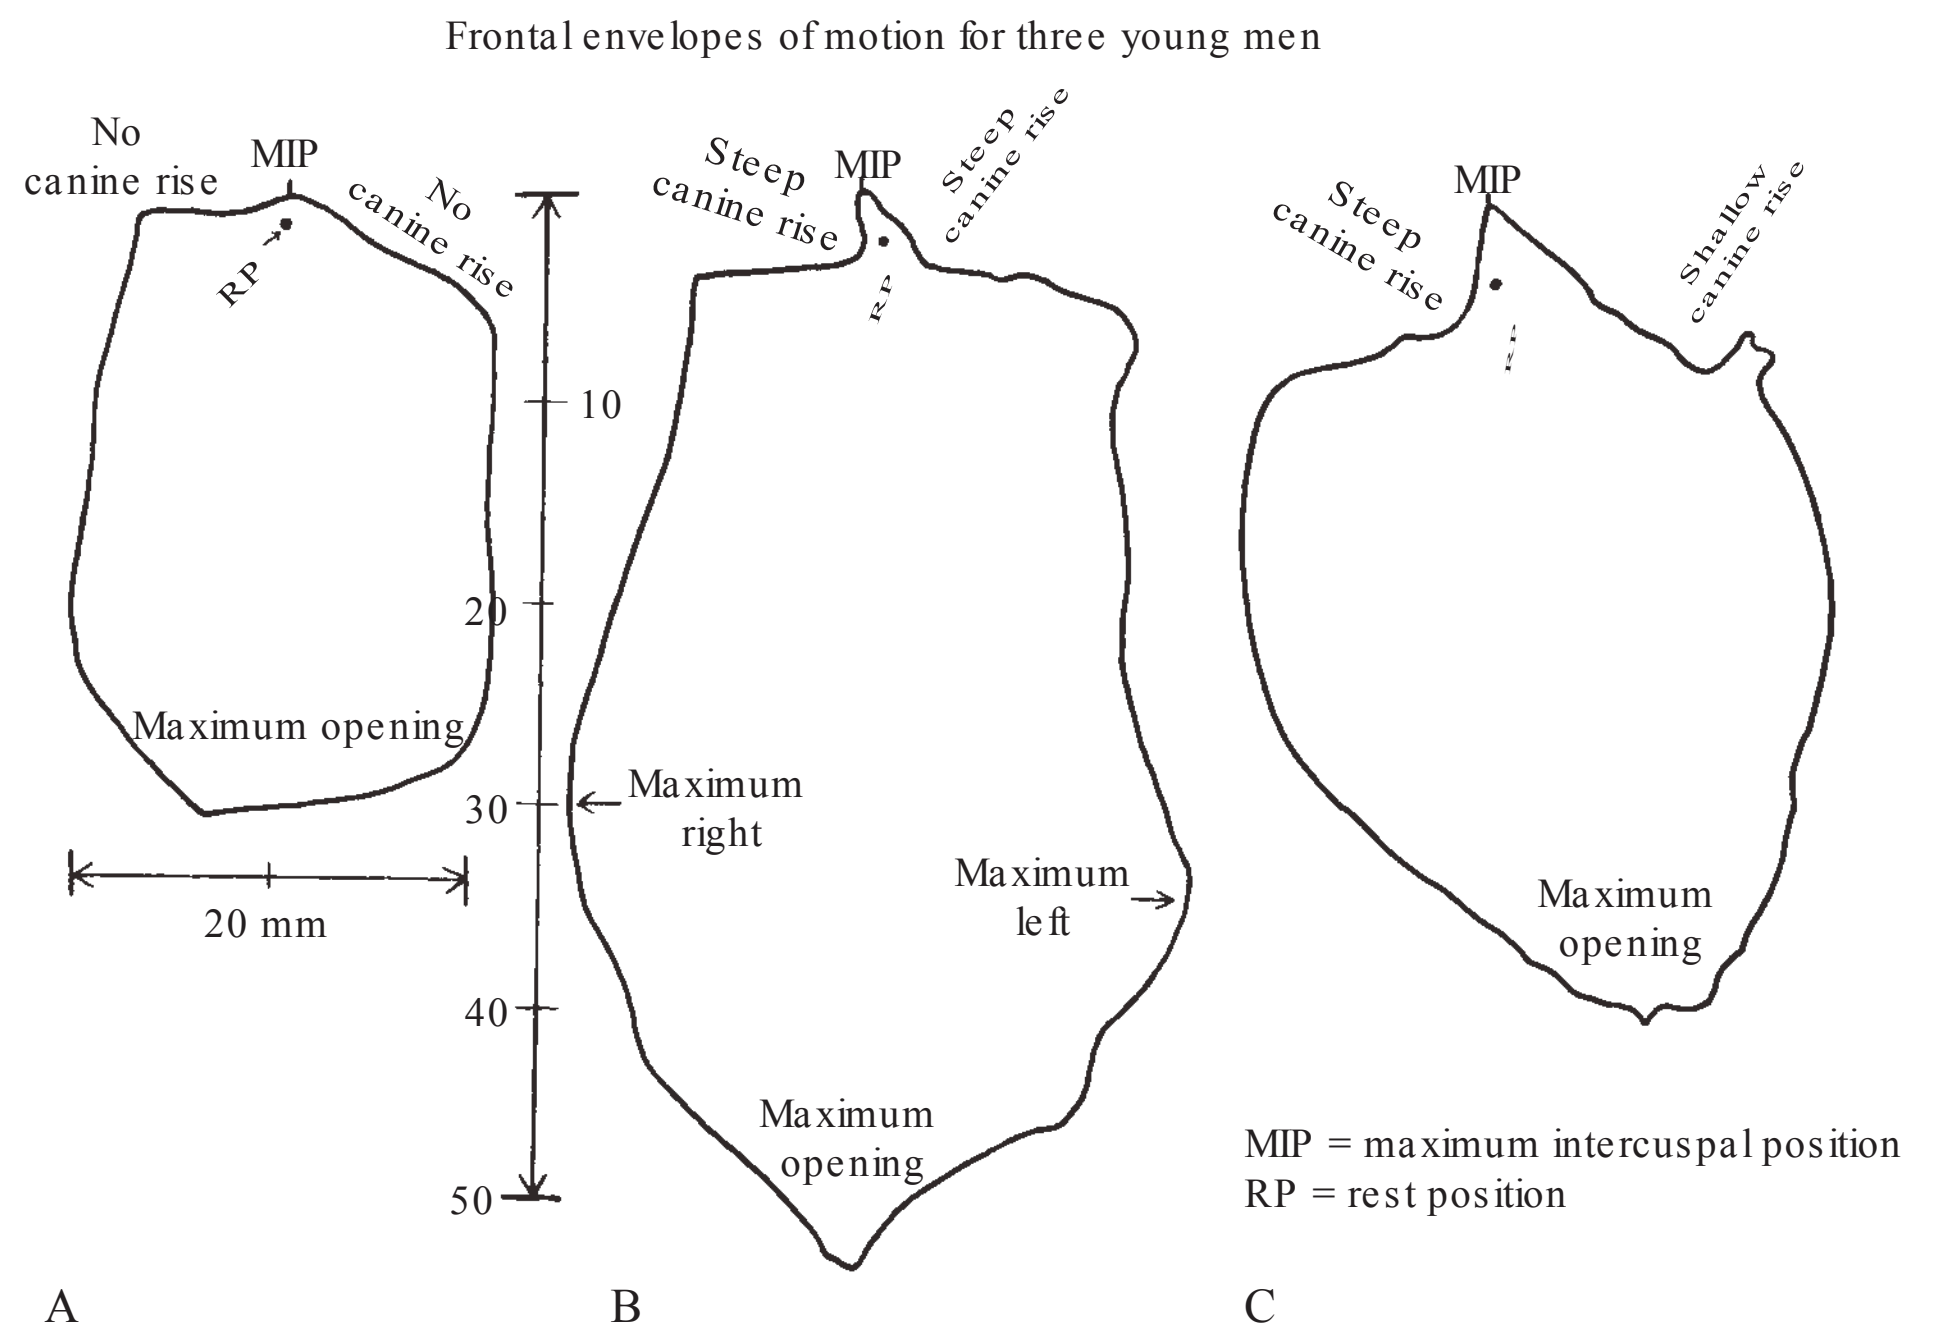 Frontal envelopes of motion for three young men
No
canine rise
MIP
No
canine rise
RP
Maximum opening
20 mm
10
20
30
40
50
Steep
canine rise
MIP
Steep
canine rise
RP
Maximum
right
Maximum
left
Maximum
opening
Steep
canine rise
MIP
Shallow
canine rise
RP
Maximum
opening
MIP = maximum intercuspal position
RP = rest position
A
B
C